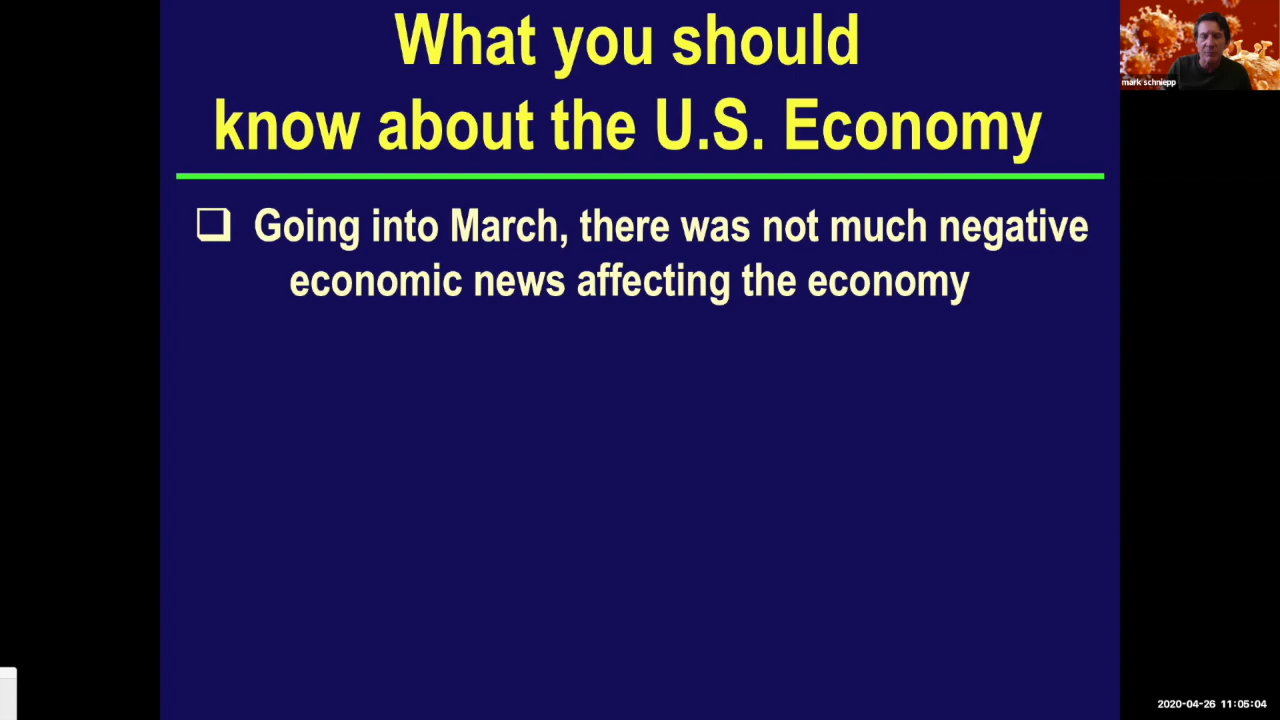 What you should
know about the U.S. Economy
❑ Going into March, there was not much negative
economic news affecting the economy
mark schniepp
2020-04-26 11:05:04